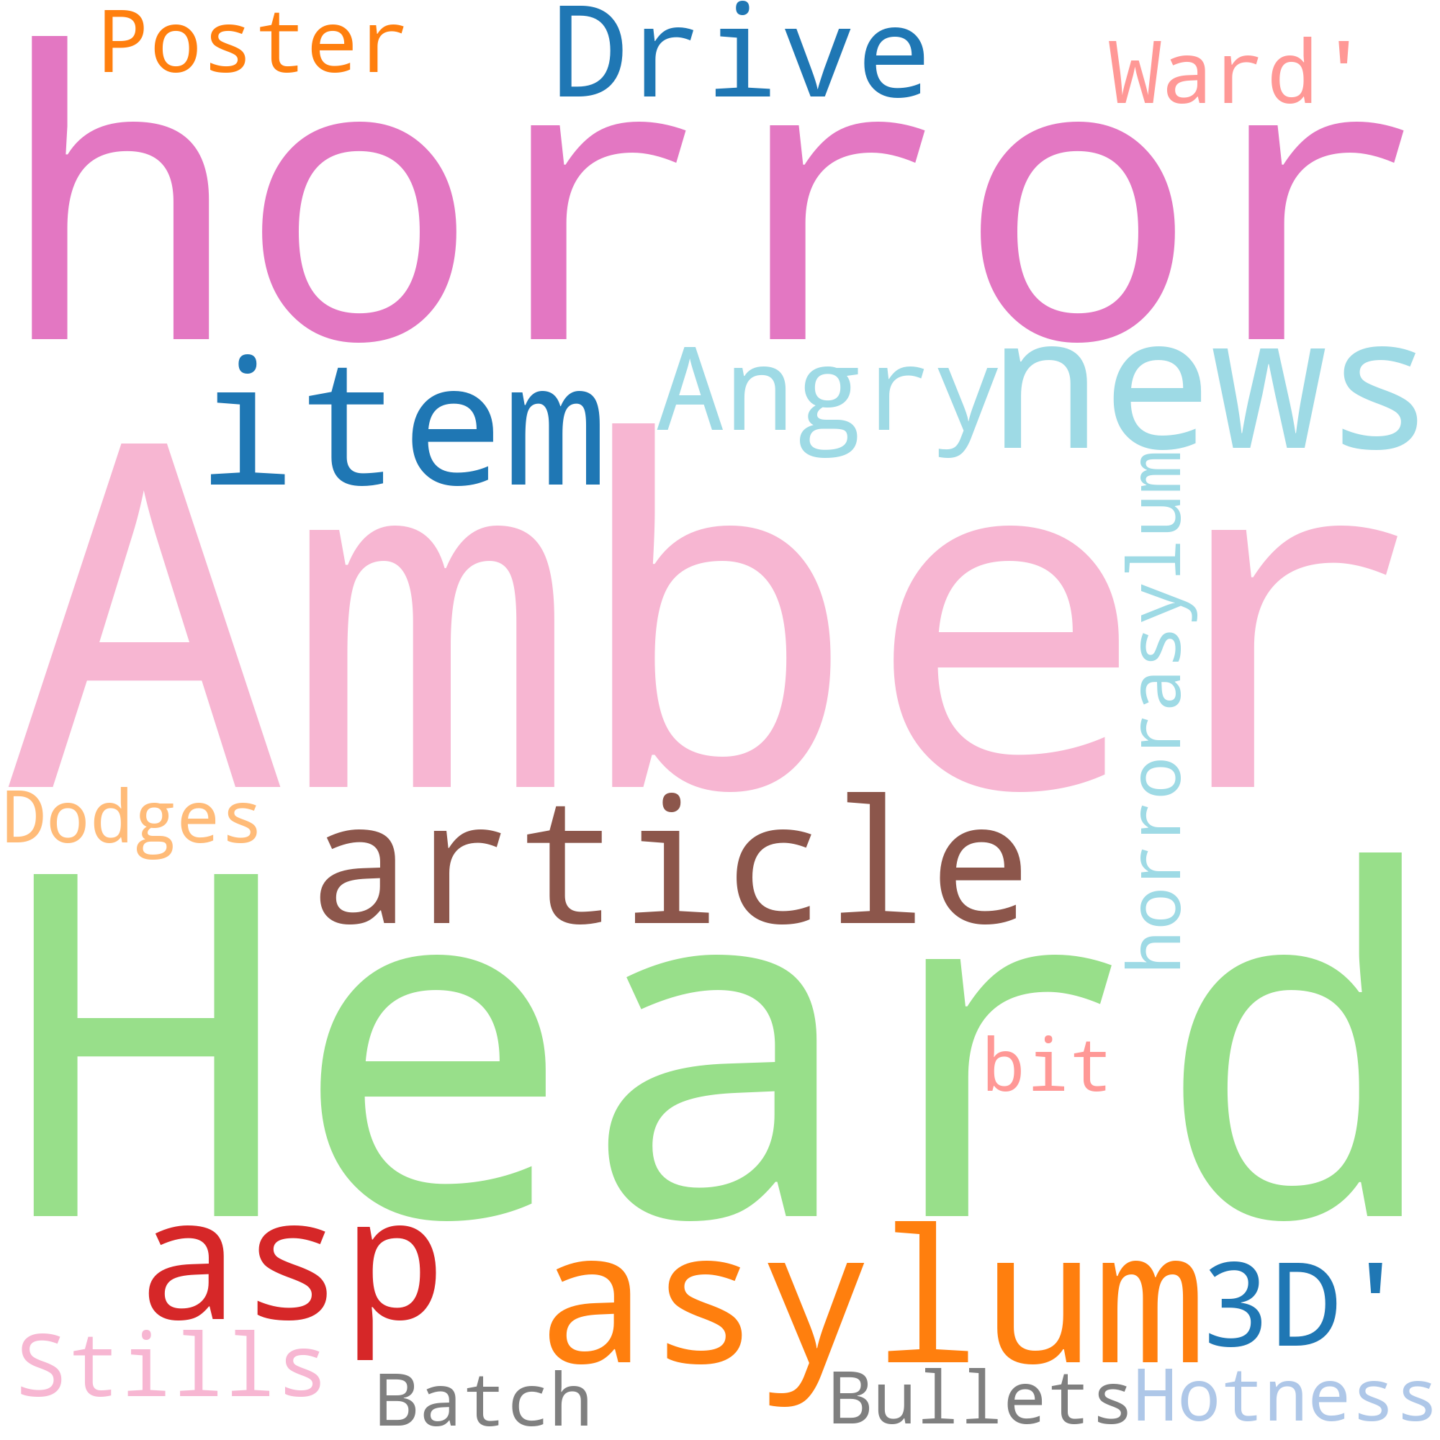 Poster
Drive
Ward'
horror
item
Angry
news
Amber
horrorasylum
Dodges
article
Heard
bit
asp
asylum
3D'
Stills
Batch
Bullets
Hotness